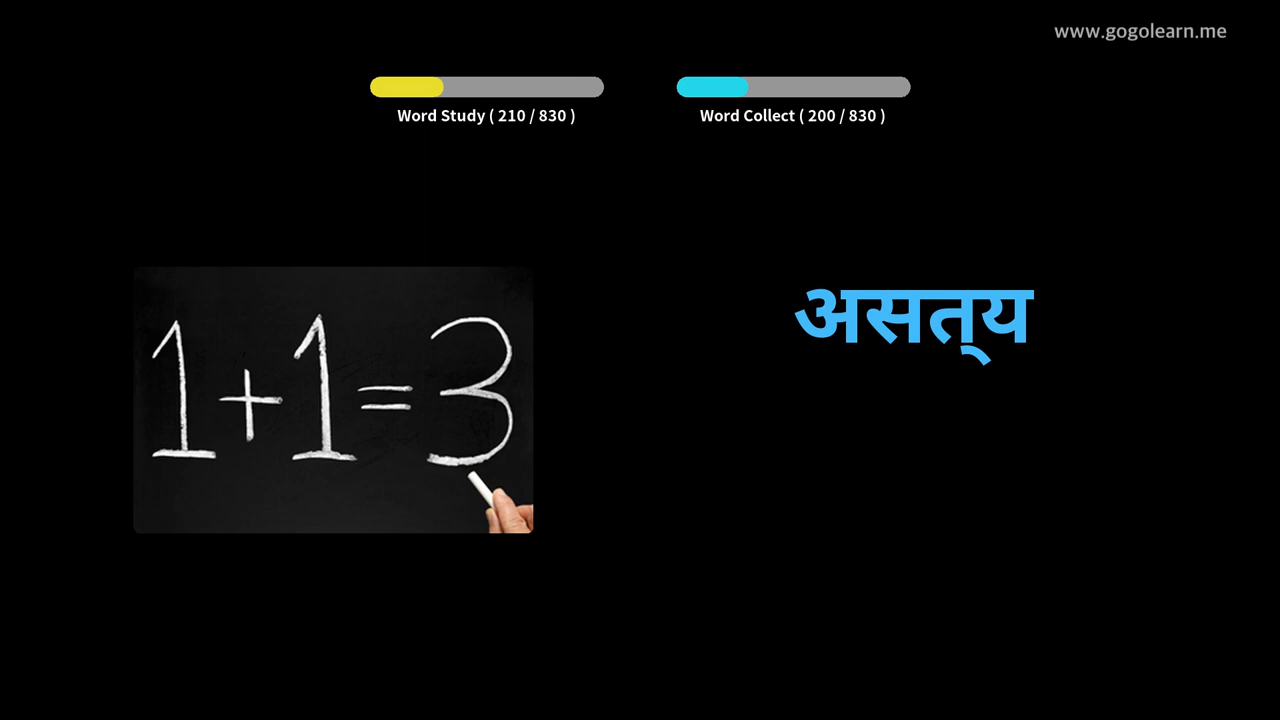 www.gogolearn.me
Word Study ( 210 / 830 )
Word Collect ( 200 / 830 )
1+1=3
असत्‌य